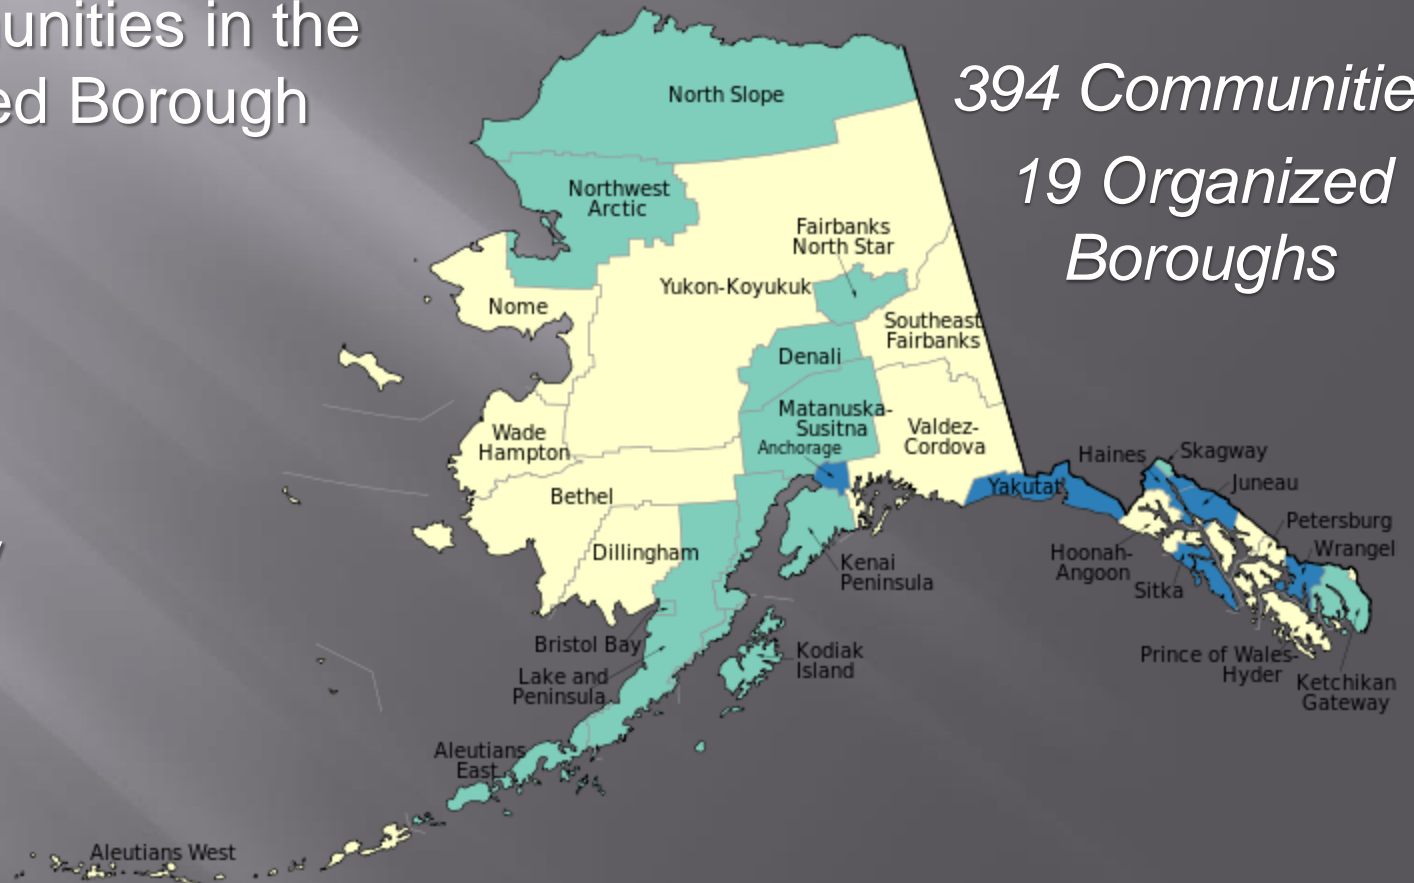 unities in the
ed Borough
394 Communitie
19 Organized
Boroughs
North Slope
Northwest
Arctic
Fairbanks
North Star
Yukon-Koyukuk
Nome
Southeast
Fairbanks
Denali
Matanuska-
Susitna
Anchorage
Wade
Hampton
Valdez-
Cordova
Bethel
Yakutat
Haines
Skagway
Juneau
Petersburg
Wrangel
Hoonah-
Angoon
Sitka
Dillingham
Kenai
Peninsula
Bristol Bay
Lake and
Peninsula
Kodiak
Island
Prince of Wales-
Hyder
Ketchikan
Gateway
Aleutians
East
Aleutians West